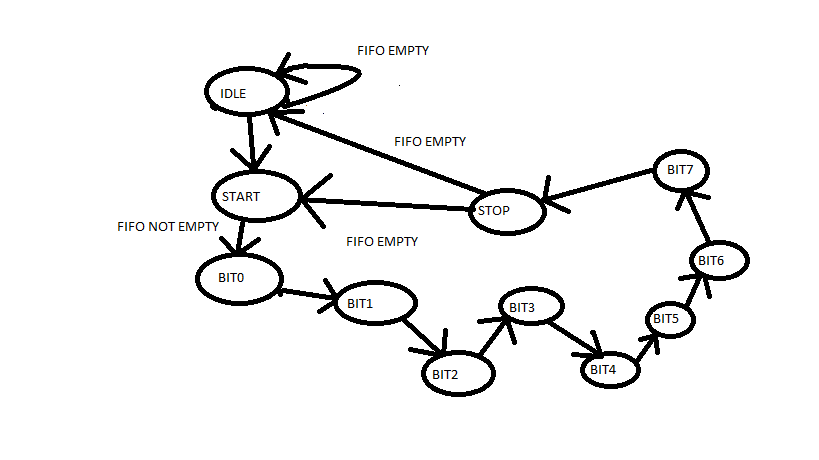 FIFO EMPTY
IDLE
FIFO EMPTY
BIT7
START
STOP
FIFO NOT EMPTY
FIFO EMPTY
BIT6
BIT0
BIT1
BIT3
BIT5
BIT2
BIT4